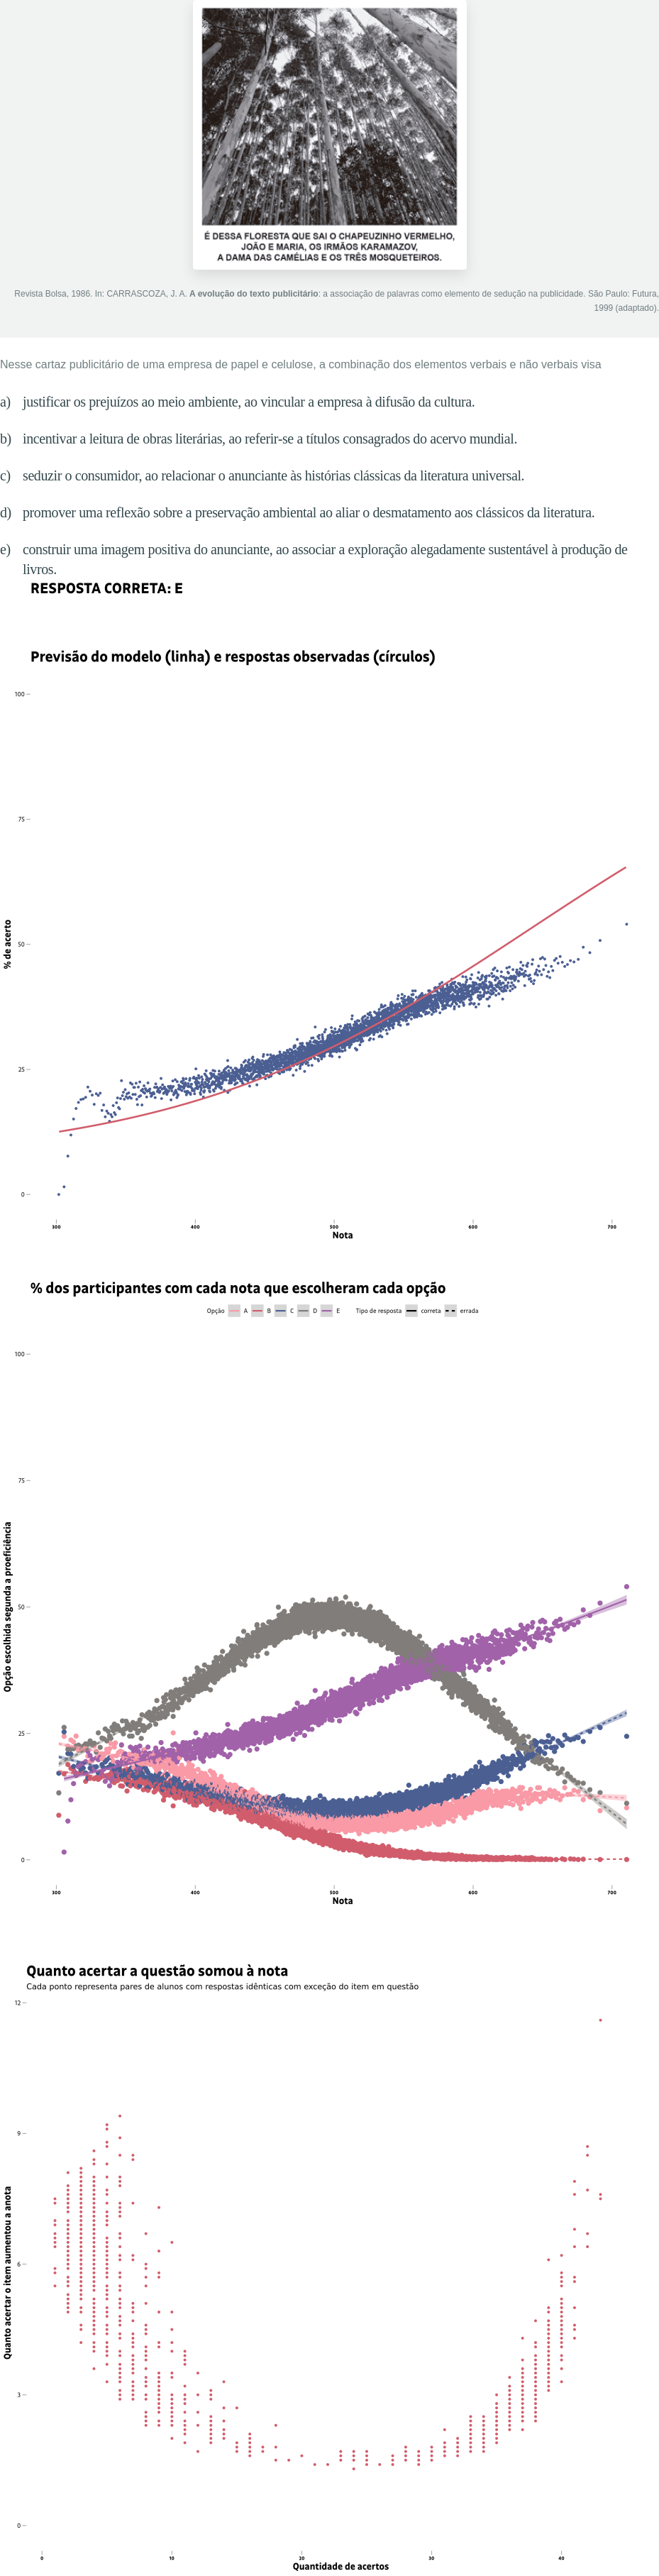 É DESSA FLORESTA QUE SAI O CHAPEUZINHO VERMELHO,
JOÃO E MARIA, OS IRMÃOS KARAMAZOV,
A DAMA DAS CAMÉLIAS E OS TRÊS MOSQUETEIROS.
Revista Bolsa, 1986. In: CARRASCOZA, J. A. A evolução do texto publicitário: a associação de palavras como elemento de sedução na publicidade. São Paulo: Futura,
1999 (adaptado).
Nesse cartaz publicitário de uma empresa de papel e celulose, a combinação dos elementos verbais e não verbais visa
a) justificar os prejuízos ao meio ambiente, ao vincular a empresa à difusão da cultura.
b) incentivar a leitura de obras literárias, ao referir-se a títulos consagrados do acervo mundial.
c) seduzir o consumidor, ao relacionar o anunciante às histórias clássicas da literatura universal.
d) promover uma reflexão sobre a preservação ambiental ao aliar o desmatamento aos clássicos da literatura.
e) construir uma imagem positiva do anunciante, ao associar a exploração alegadamente sustentável à produção de
livros.
RESPOSTA CORRETA: E
Previsão do modelo (linha) e respostas observadas (círculos)
100
75
50
25
0
% de acerto
300 400 500 600 700
Nota
% dos participantes com cada nota que escolheram cada opção
Opção A B C D E Tipo de resposta correta errada
100
75
50
25
0
Opção escolhida segunda a proeficiência
300 400 500 600 700
Nota
Quanto acertar a questão somou à nota
Cada ponto representa pares de alunos com respostas idênticas com exceção do item em questão
12
9
6
3
0
Quanto acertar o item aumentou a anota
0 10 20 30 40
Quantidade de acertos